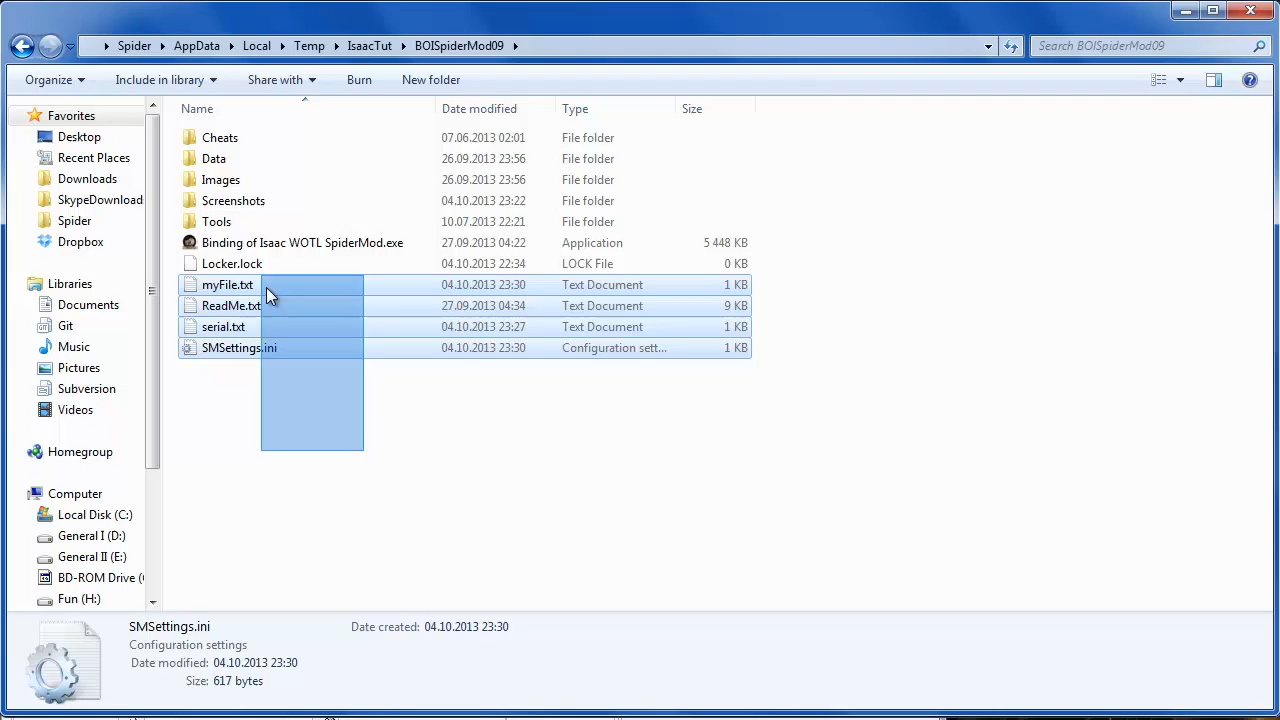 Spider AppData Local Temp IsaacTut BOISpiderMod09 Search BOISpiderMod09
Organize Include in library Share with Burn New folder
Favorites
Desktop
Recent Places
Downloads
SkypeDownload
Spider
Dropbox
Libraries
Documents
Git
Music
Pictures
Subversion
Videos
Homegroup
Computer
Local Disk (C:)
General I (D:)
General II (E:)
BD-ROM Drive (
Fun (H:)
Name Date modified Type Size
Cheats 07.06.2013 02:01 File folder
Data 26.09.2013 23:56 File folder
Images 26.09.2013 23:56 File folder
Screenshots 04.10.2013 23:22 File folder
Tools 10.07.2013 22:21 File folder
Binding of Isaac WOTL SpiderMod.exe 27.09.2013 04:22 Application 5 448 KB
Locker.lock 04.10.2013 22:34 LOCK File 0 KB
myFile.txt 04.10.2013 23:30 Text Document 1 KB
ReadMe.txt 27.09.2013 04:34 Text Document 9 KB
serial.txt 04.10.2013 23:27 Text Document 1 KB
SMSettings.ini 04.10.2013 23:30 Configuration sett... 1 KB
SMSettings.ini Date created: 04.10.2013 23:30
Configuration settings
Date modified: 04.10.2013 23:30
Size: 617 bytes